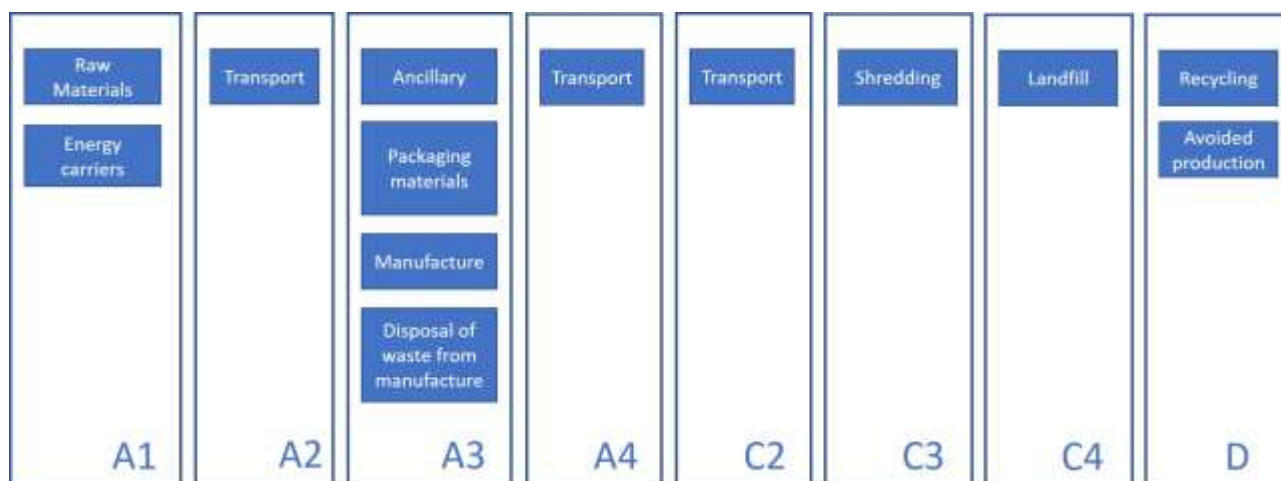 Raw
Materials
Energy
carriers
A1
Transport
A2
Ancillary
Packaging
materials
Manufacture
Disposal of
waste from
manufacture
A3
Transport
A4
Transport
C2
Shredding
C3
Landfill
C4
Recycling
Avoided
production
D